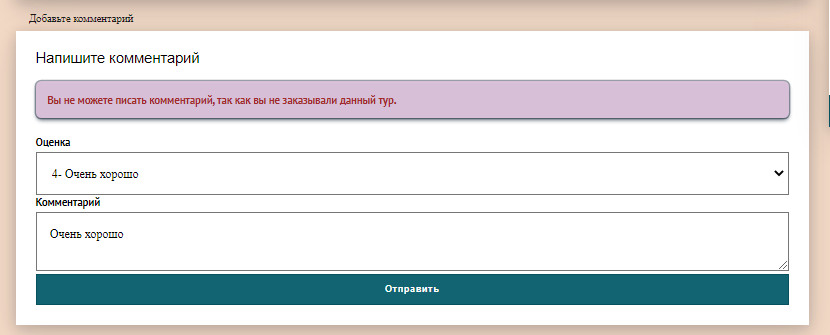 Добавьте комментарий
Напишите комментарий
Вы не можете писать комментарий, так как вы не заказывали данный тур.
Оценка
4- Очень хорошо
Комментарий
Очень хорошо
Отправить